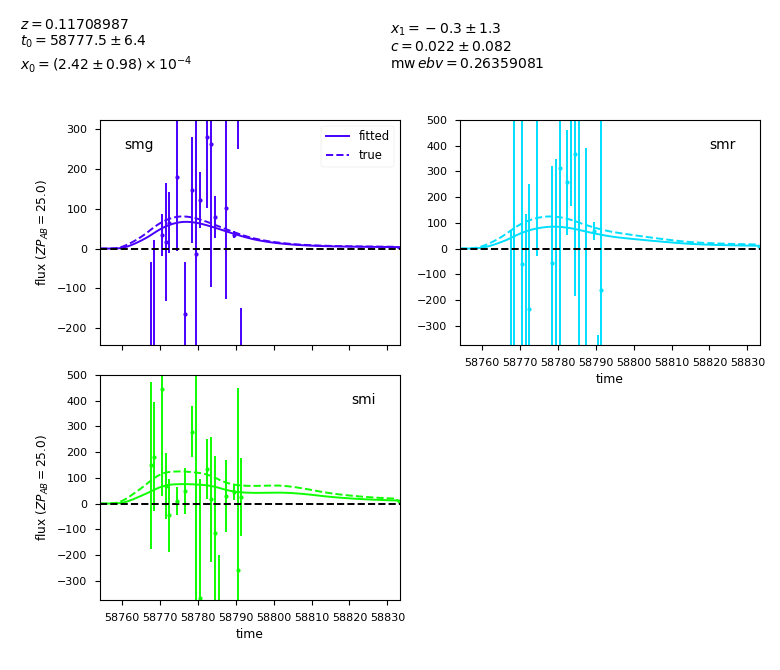 z = 0.11708987
t₀ = 58777.5 ± 6.4
x₀ = (2.42 ± 0.98) × 10⁻⁴
x₁ = −0.3 ± 1.3
c = 0.022 ± 0.082
mw ebv = 0.26359081
smg
fitted
true
300
200
100
0
−100
−200
flux (ZP_AB = 25.0)
smr
500
400
300
200
100
0
−100
−200
−300
58760 58770 58780 58790 58800 58810 58820 58830
time
smi
500
400
300
200
100
0
−100
−200
−300
flux (ZP_AB = 25.0)
58760 58770 58780 58790 58800 58810 58820 58830
time